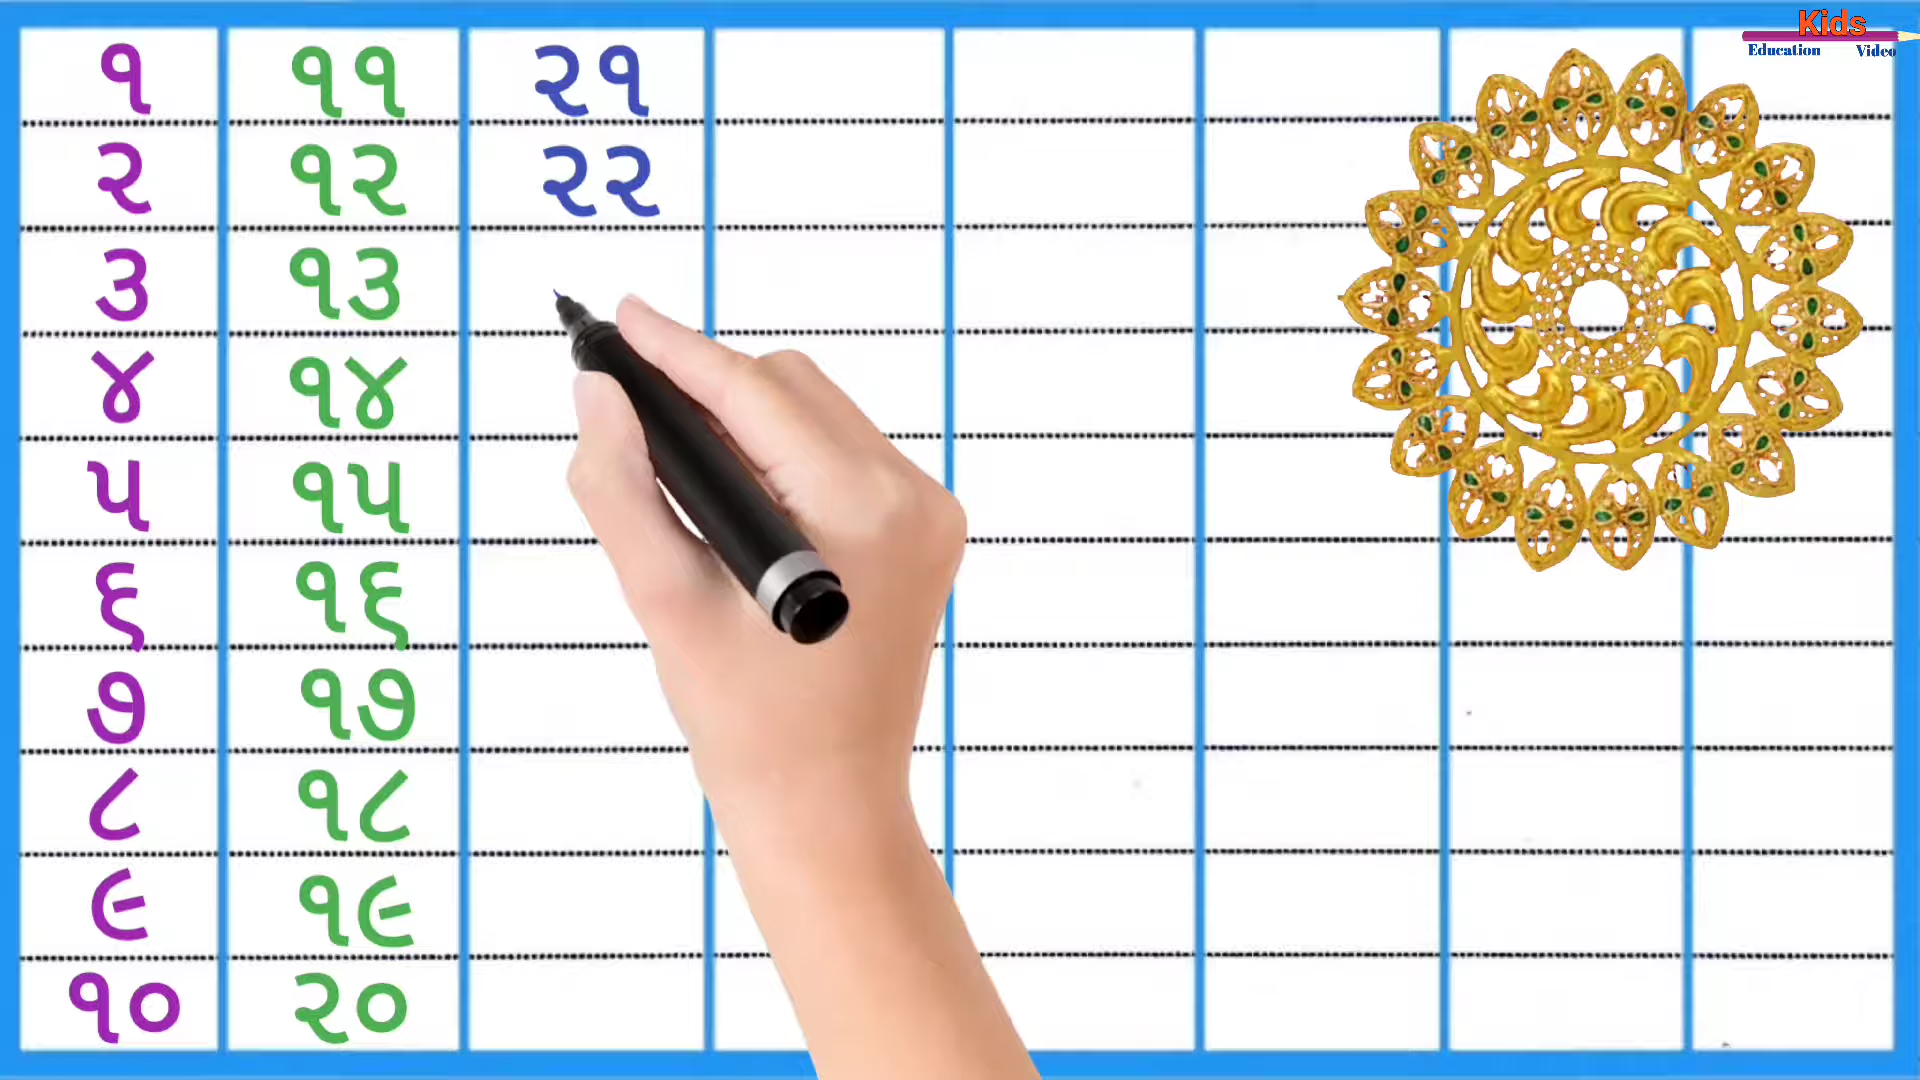 ૧ ૧૧ ૨૧
૨ ૧૨ ૨૨
૩ ૧૩
૪ ૧૪
૫ ૧૫
૬ ૧૬
૭ ૧૭
૮ ૧૮
૯ ૧૯
૧૦ ૨૦
Kids
Education Video